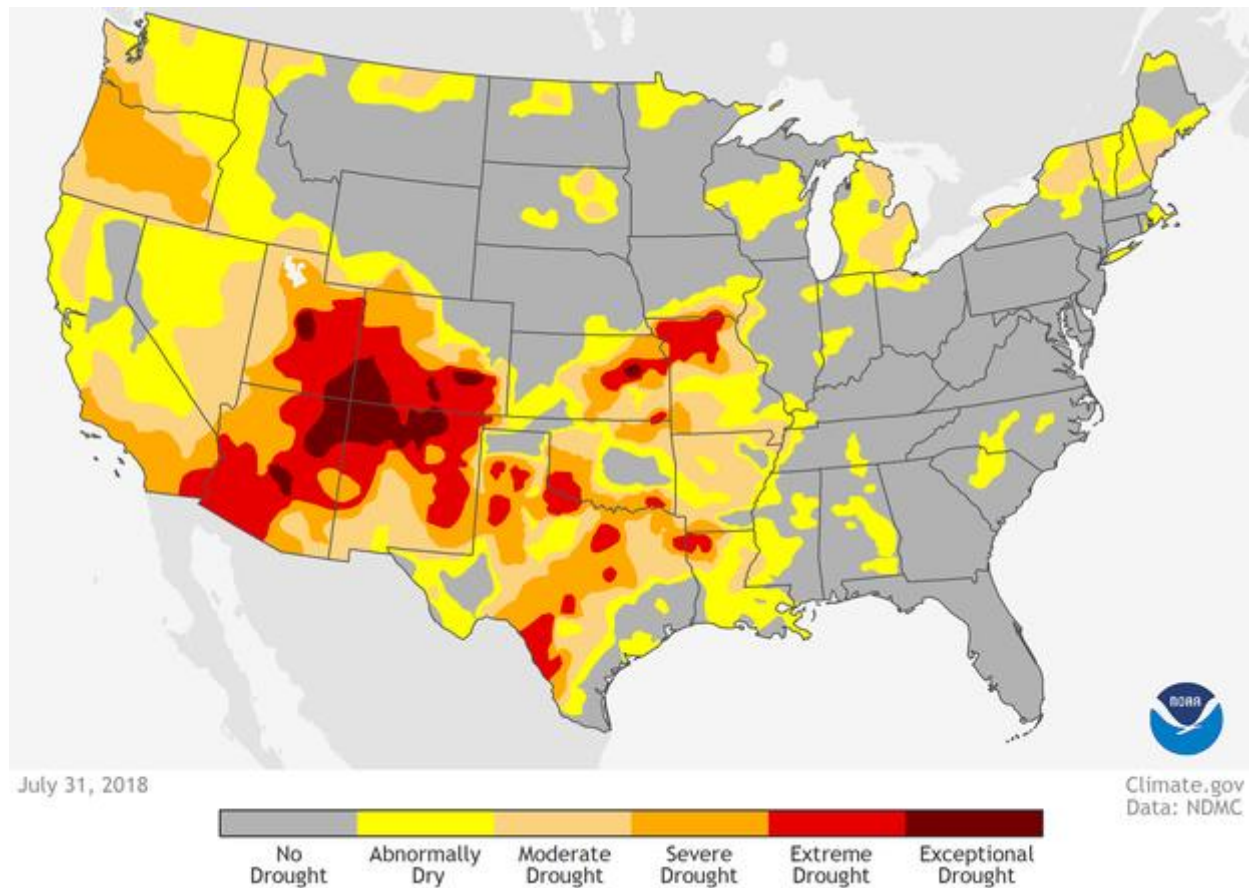 NOAA
July 31, 2018
Climate.gov
Data: NDMC
No Drought
Abnormally Dry
Moderate Drought
Severe Drought
Extreme Drought
Exceptional Drought